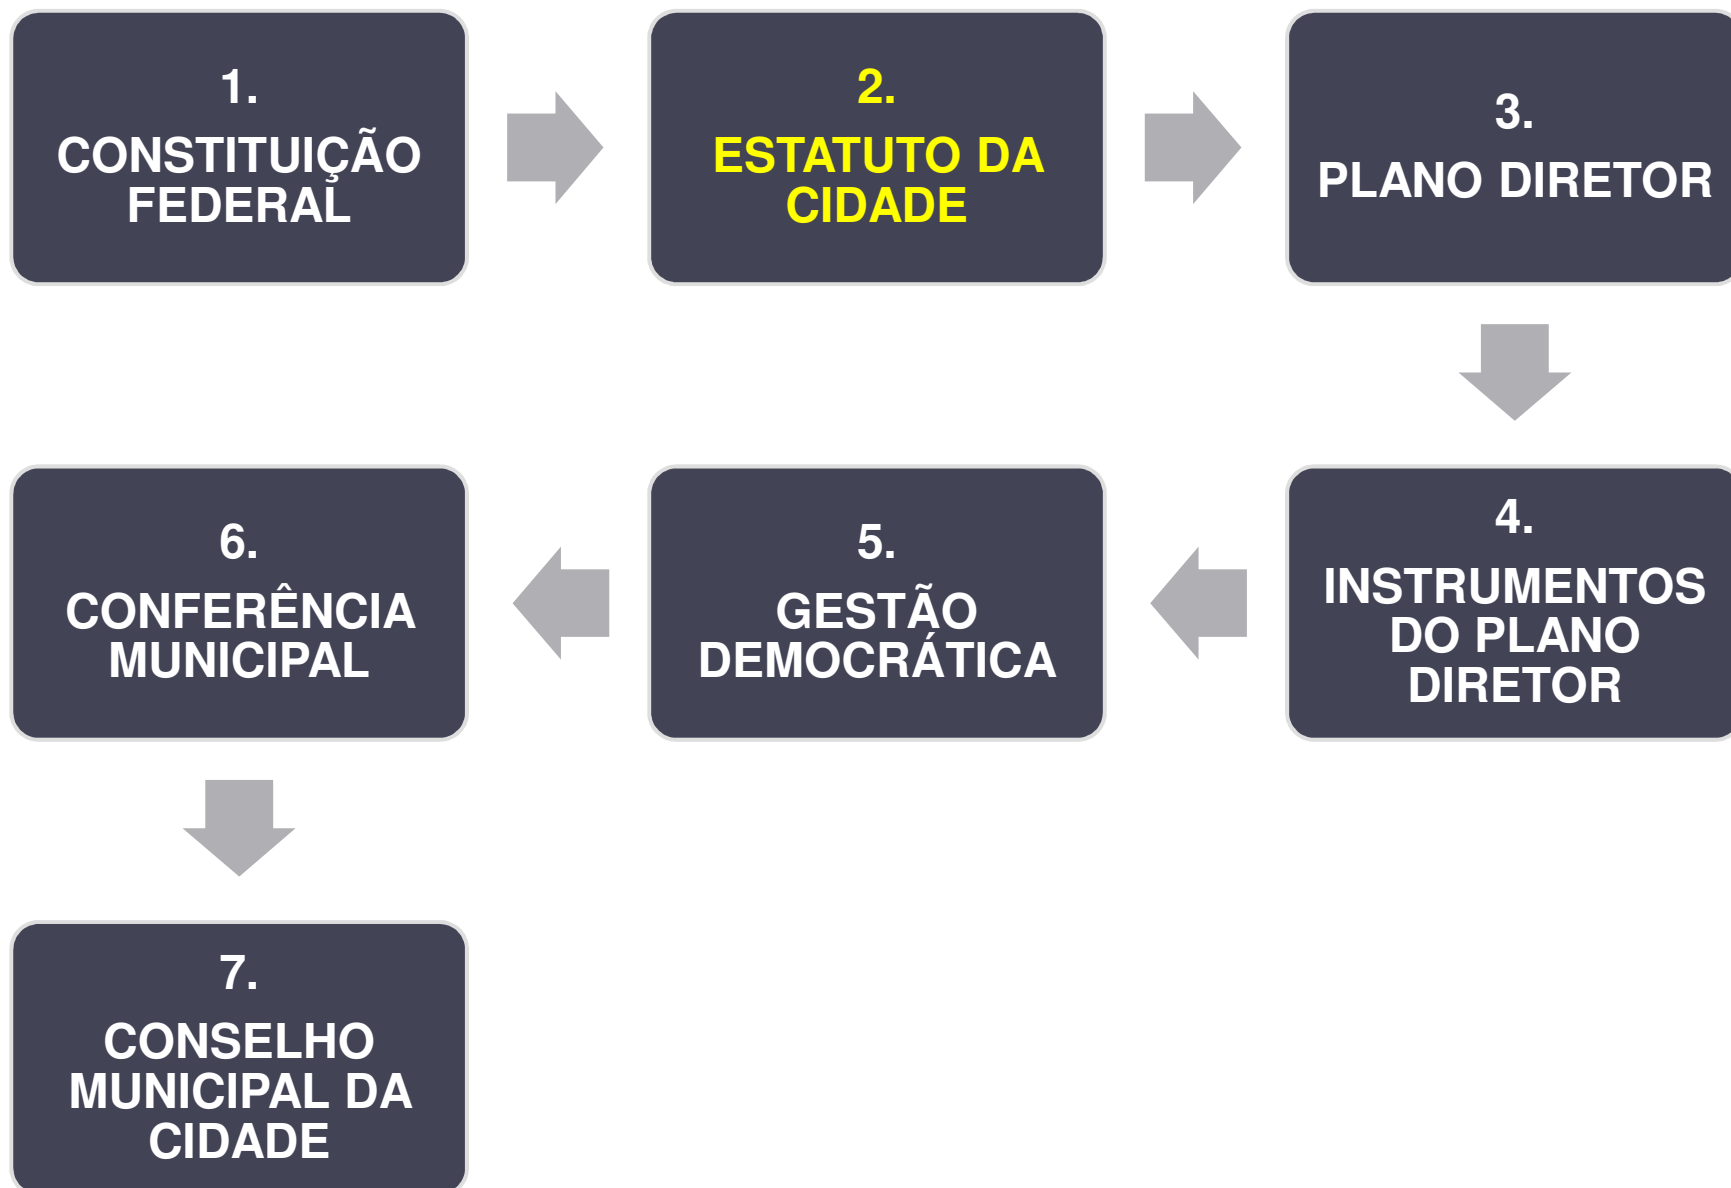 1.
CONSTITUIÇÃO
FEDERAL
2.
ESTATUTO DA
CIDADE
3.
PLANO DIRETOR
4.
INSTRUMENTOS
DO PLANO
DIRETOR
5.
GESTÃO
DEMOCRÁTICA
6.
CONFERÊNCIA
MUNICIPAL
7.
CONSELHO
MUNICIPAL DA
CIDADE